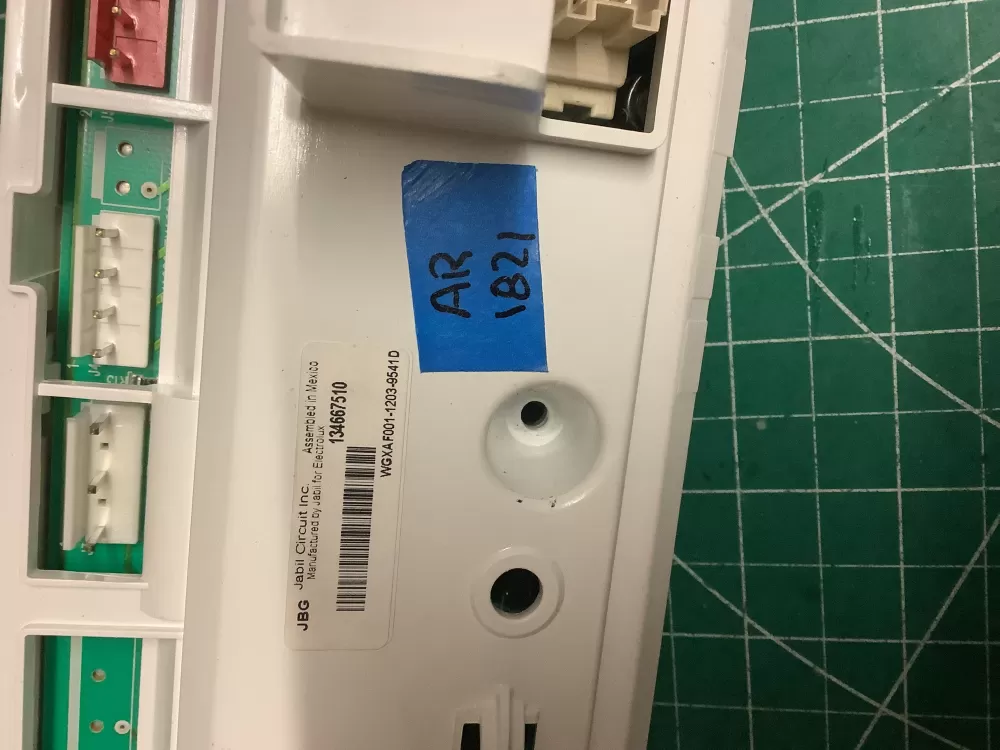 AR
1821
JBG Jabil Circuit Inc. Assembled in Mexico
Manufactured by Jabil for Electrolux
134667510
WGXAF001-1203-9541D